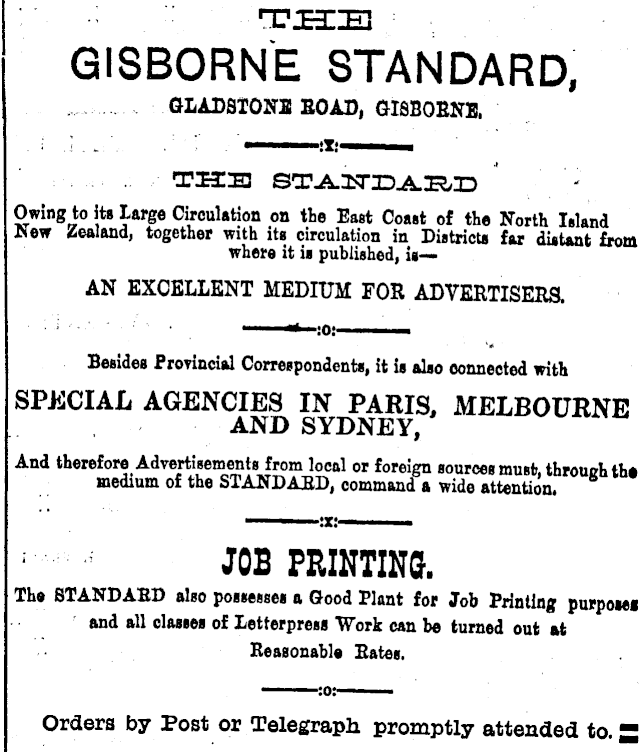 THE
GISBORNE STANDARD,
GLADSTONE ROAD, GISBORNE.
:X:
THE STANDARD
Owing to its Large Circulation on the East Coast of the North Island
New Zealand, together with its circulation in Districts far distant from
where it is published, is—
AN EXCELLENT MEDIUM FOR ADVERTISERS.
:O:
Besides Provincial Correspondents, it is also connected with
SPECIAL AGENCIES IN PARIS, MELBOURNE
AND SYDNEY,
And therefore Advertisements from local or foreign sources must, through the
medium of the STANDARD, command a wide attention.
:X:
JOB PRINTING.
The STANDARD also possesses a Good Plant for Job Printing purposes
and all classes of Letterpress Work can be turned out at
Reasonable Rates.
:O:
Orders by Post or Telegraph promptly attended to.